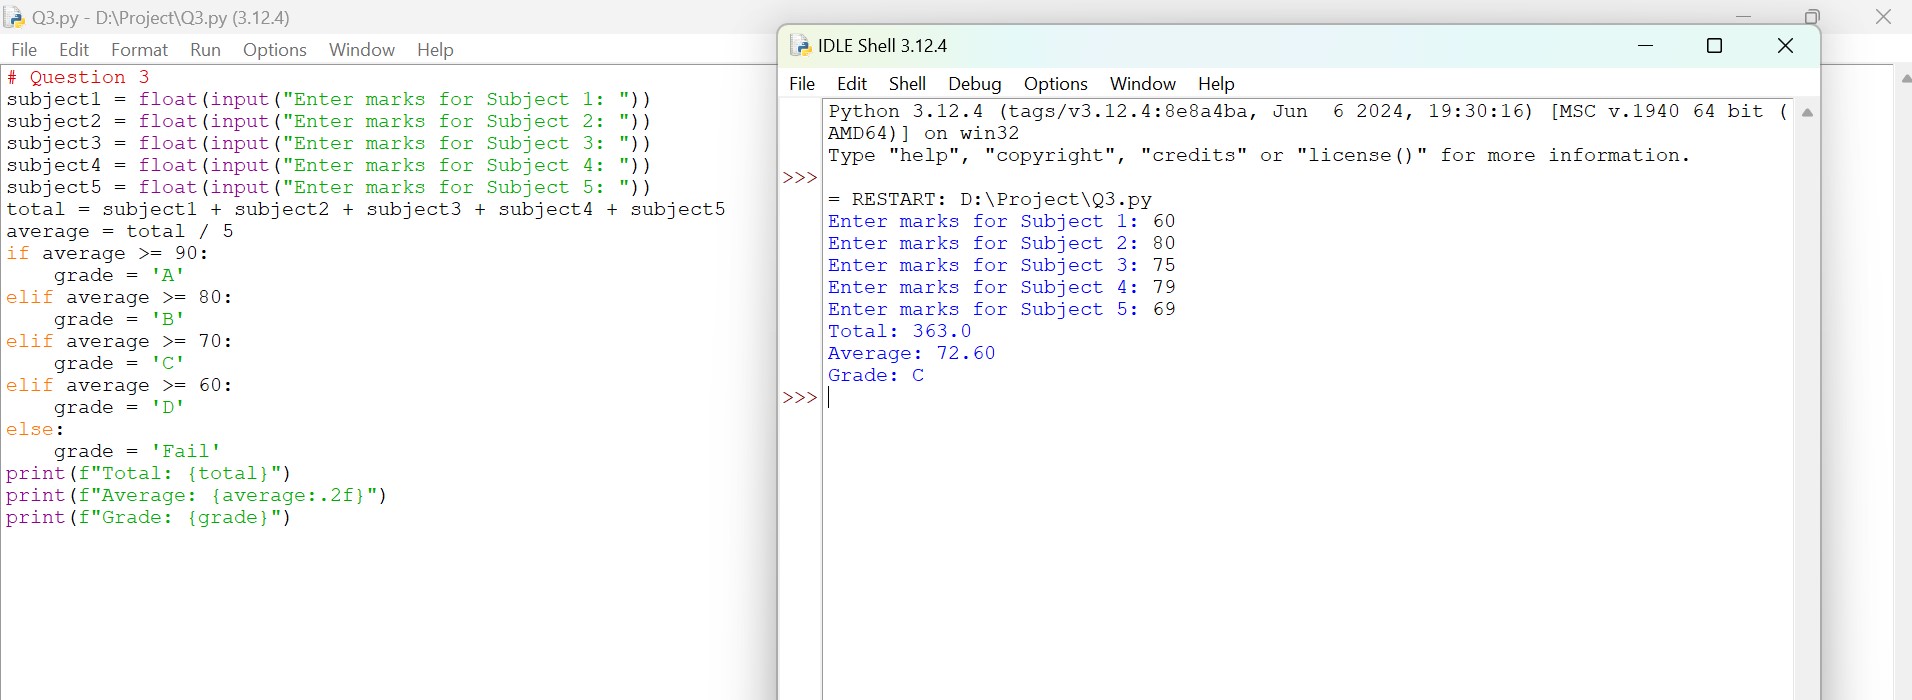 Q3.py - D:\Project\Q3.py (3.12.4)
File Edit Format Run Options Window Help
# Question 3
subject1 = float(input("Enter marks for Subject 1: "))
subject2 = float(input("Enter marks for Subject 2: "))
subject3 = float(input("Enter marks for Subject 3: "))
subject4 = float(input("Enter marks for Subject 4: "))
subject5 = float(input("Enter marks for Subject 5: "))
total = subject1 + subject2 + subject3 + subject4 + subject5
average = total / 5
if average >= 90:
    grade = 'A'
elif average >= 80:
    grade = 'B'
elif average >= 70:
    grade = 'C'
elif average >= 60:
    grade = 'D'
else:
    grade = 'Fail'
print(f"Total: {total}")
print(f"Average: {average:.2f}")
print(f"Grade: {grade}")
IDLE Shell 3.12.4
File Edit Shell Debug Options Window Help
Python 3.12.4 (tags/v3.12.4:8e8a4ba, Jun  6 2024, 19:30:16) [MSC v.1940 64 bit (
AMD64)] on win32
Type "help", "copyright", "credits" or "license()" for more information.
>>>
= RESTART: D:\Project\Q3.py
Enter marks for Subject 1: 60
Enter marks for Subject 2: 80
Enter marks for Subject 3: 75
Enter marks for Subject 4: 79
Enter marks for Subject 5: 69
Total: 363.0
Average: 72.60
Grade: C
>>>